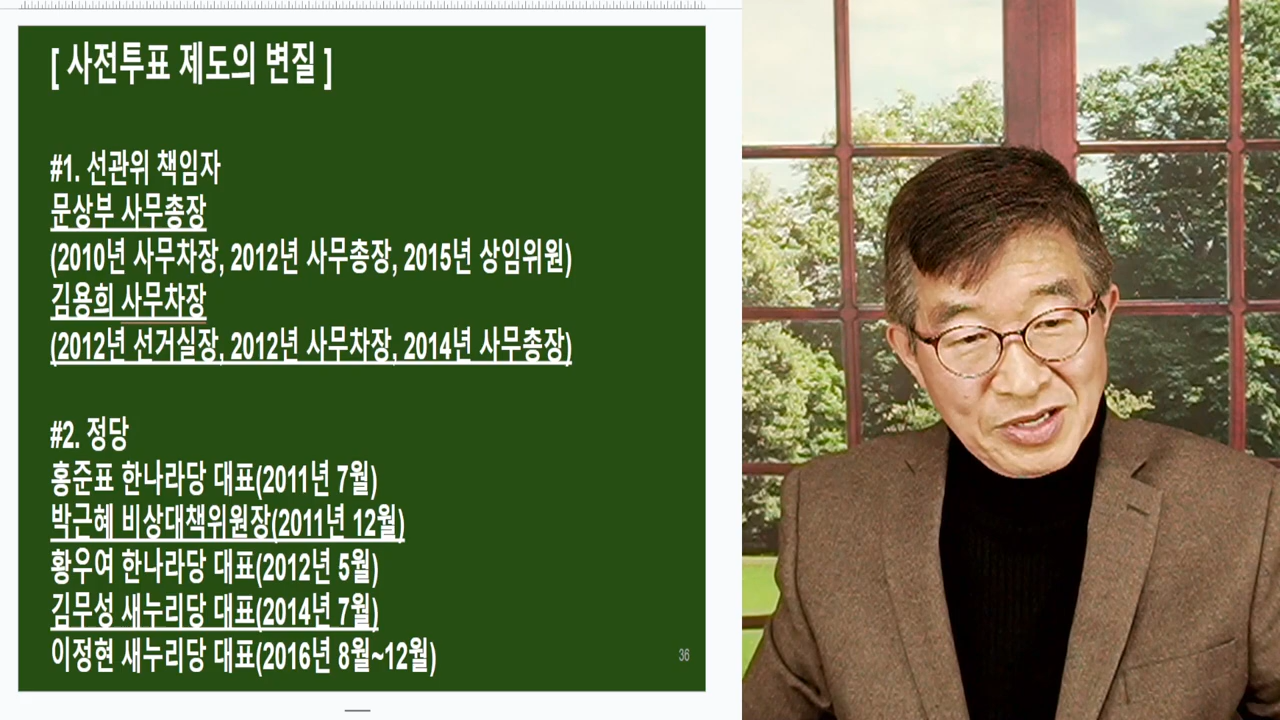 [ 사전투표 제도의 변질 ]
#1. 선관위 책임자
문상부 사무총장
(2010년 사무차장, 2012년 사무총장, 2015년 상임위원)
김용희 사무차장
(2012년 선거실장, 2012년 사무차장, 2014년 사무총장)
#2. 정당
홍준표 한나라당 대표(2011년 7월)
박근혜 비상대책위원장(2011년 12월)
황우여 한나라당 대표(2012년 5월)
김무성 새누리당 대표(2014년 7월)
이정현 새누리당 대표(2016년 8월~12월)
36